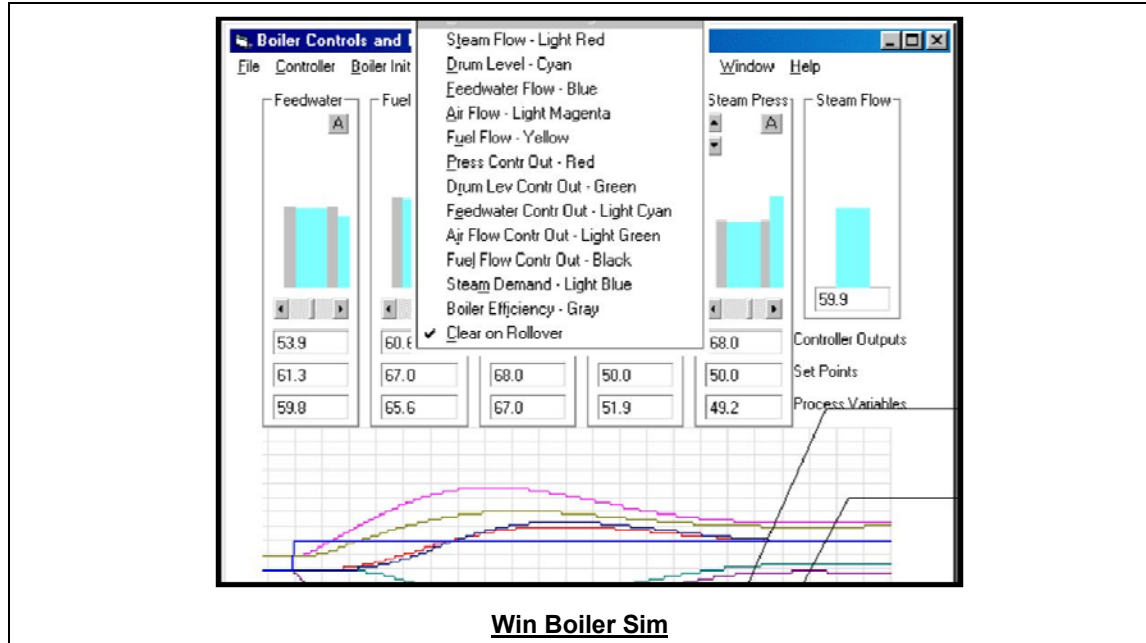 Boiler Controls and
File Controller Boiler Init Window Help
Steam Flow - Light Red
Drum Level - Cyan
Feedwater Flow - Blue
Air Flow - Light Magenta
Fuel Flow - Yellow
Press Contr Out - Red
Drum Lev Contr Out - Green
Feedwater Contr Out - Light Cyan
Air Flow Contr Out - Light Green
Fuel Flow Contr Out - Black
Steam Demand - Light Blue
Boiler Efficiency - Gray
✓ Clear on Rollover
Feedwater Fuel Steam Press Steam Flow
A A
59.9
53.9 60.6 68.0 Controller Outputs
61.3 67.0 68.0 50.0 50.0 Set Points
59.8 65.6 67.0 51.9 49.2 Process Variables
Win Boiler Sim